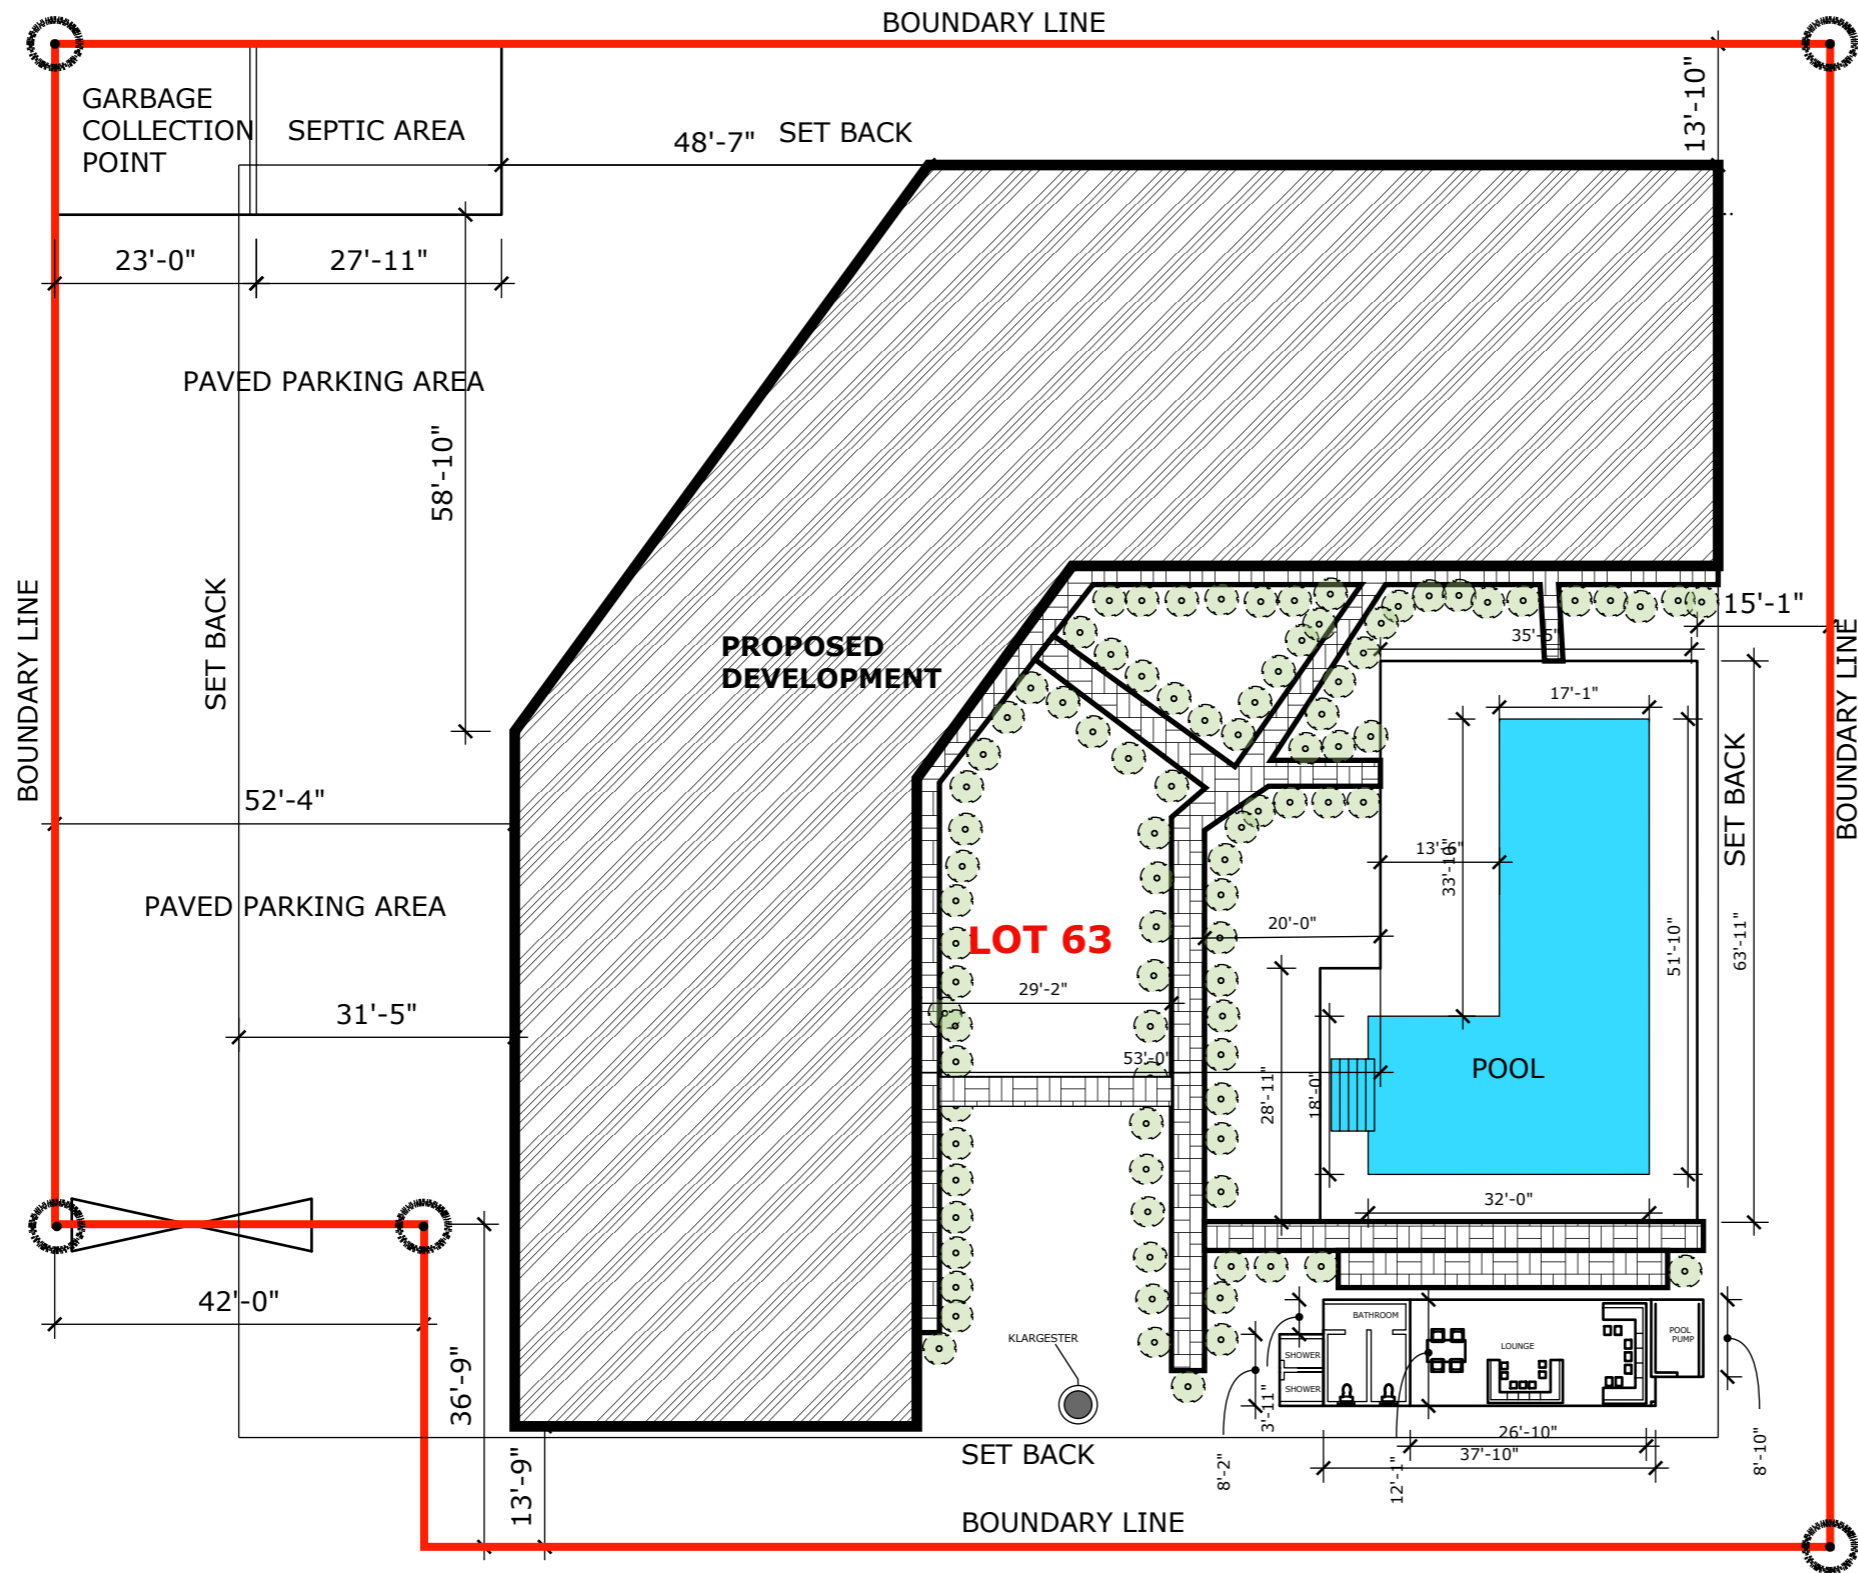 BOUNDARY LINE
GARBAGE
COLLECTION
POINT
SEPTIC AREA
48'-7"
SET BACK
13'-10"
23'-0"
27'-11"
PAVED PARKING AREA
58'-10"
BOUNDARY LINE
SET BACK
PROPOSED
DEVELOPMENT
15'-1"
35'-5"
BOUNDARY LINE
17'-1"
SET BACK
52'-4"
13'-6"
33'-10"
PAVED PARKING AREA
LOT 63
20'-0"
51'-10"
63'-11"
29'-2"
31'-5"
53'-0"
POOL
28'-11"
18'-0"
32'-0"
42'-0"
KLARGESTER
BATHROOM
LOUNGE
POOL
PUMP
SHOWER
SHOWER
36'-9"
3'-11"
26'-10"
37'-10"
SET BACK
8'-2"
12'-1"
8'-10"
13'-9"
BOUNDARY LINE